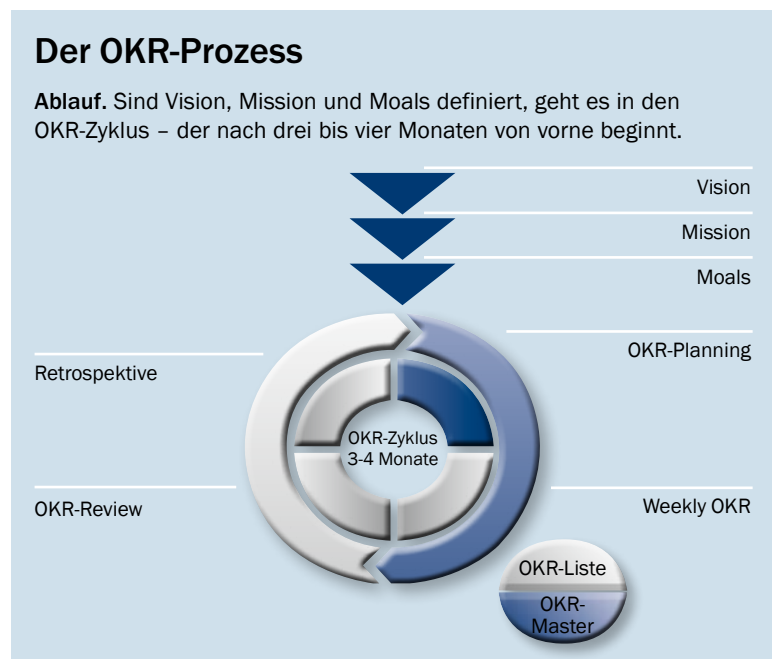 Der OKR-Prozess
Ablauf. Sind Vision, Mission und Moals definiert, geht es in den
OKR-Zyklus – der nach drei bis vier Monaten von vorne beginnt.
Vision
Mission
Moals
OKR-Planning
Retrospektive
OKR-Zyklus
3-4 Monate
OKR-Review
Weekly OKR
OKR-Liste
OKR-
Master